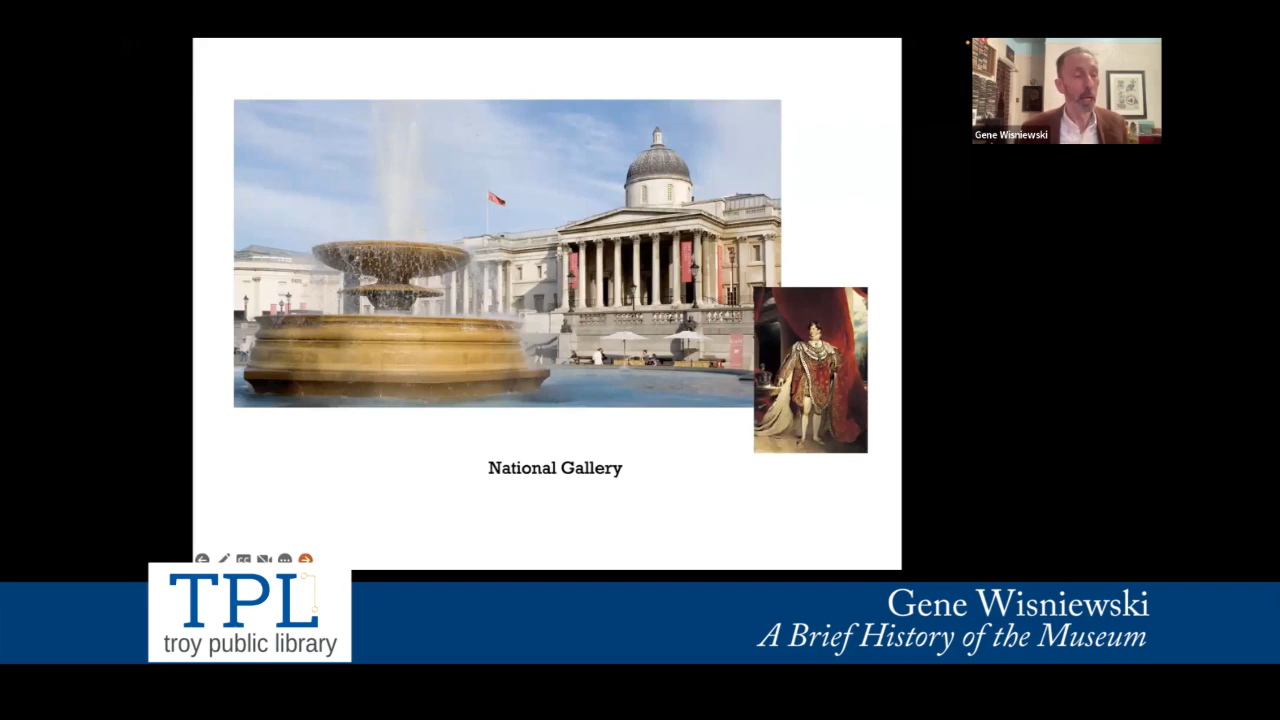 Gene Wisniewski
National Gallery
TPL
troy public library
Gene Wisniewski
A Brief History of the Museum